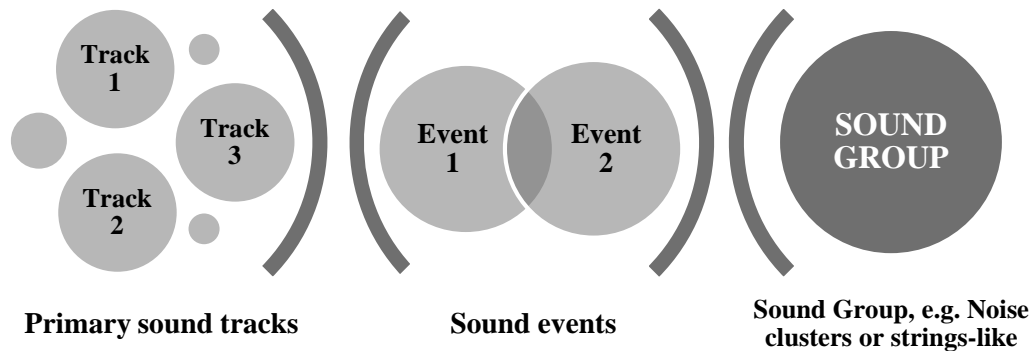 Track
1
Track
3
Track
2
Event
1
Event
2
SOUND
GROUP
Primary sound tracks
Sound events
Sound Group, e.g. Noise
clusters or strings-like